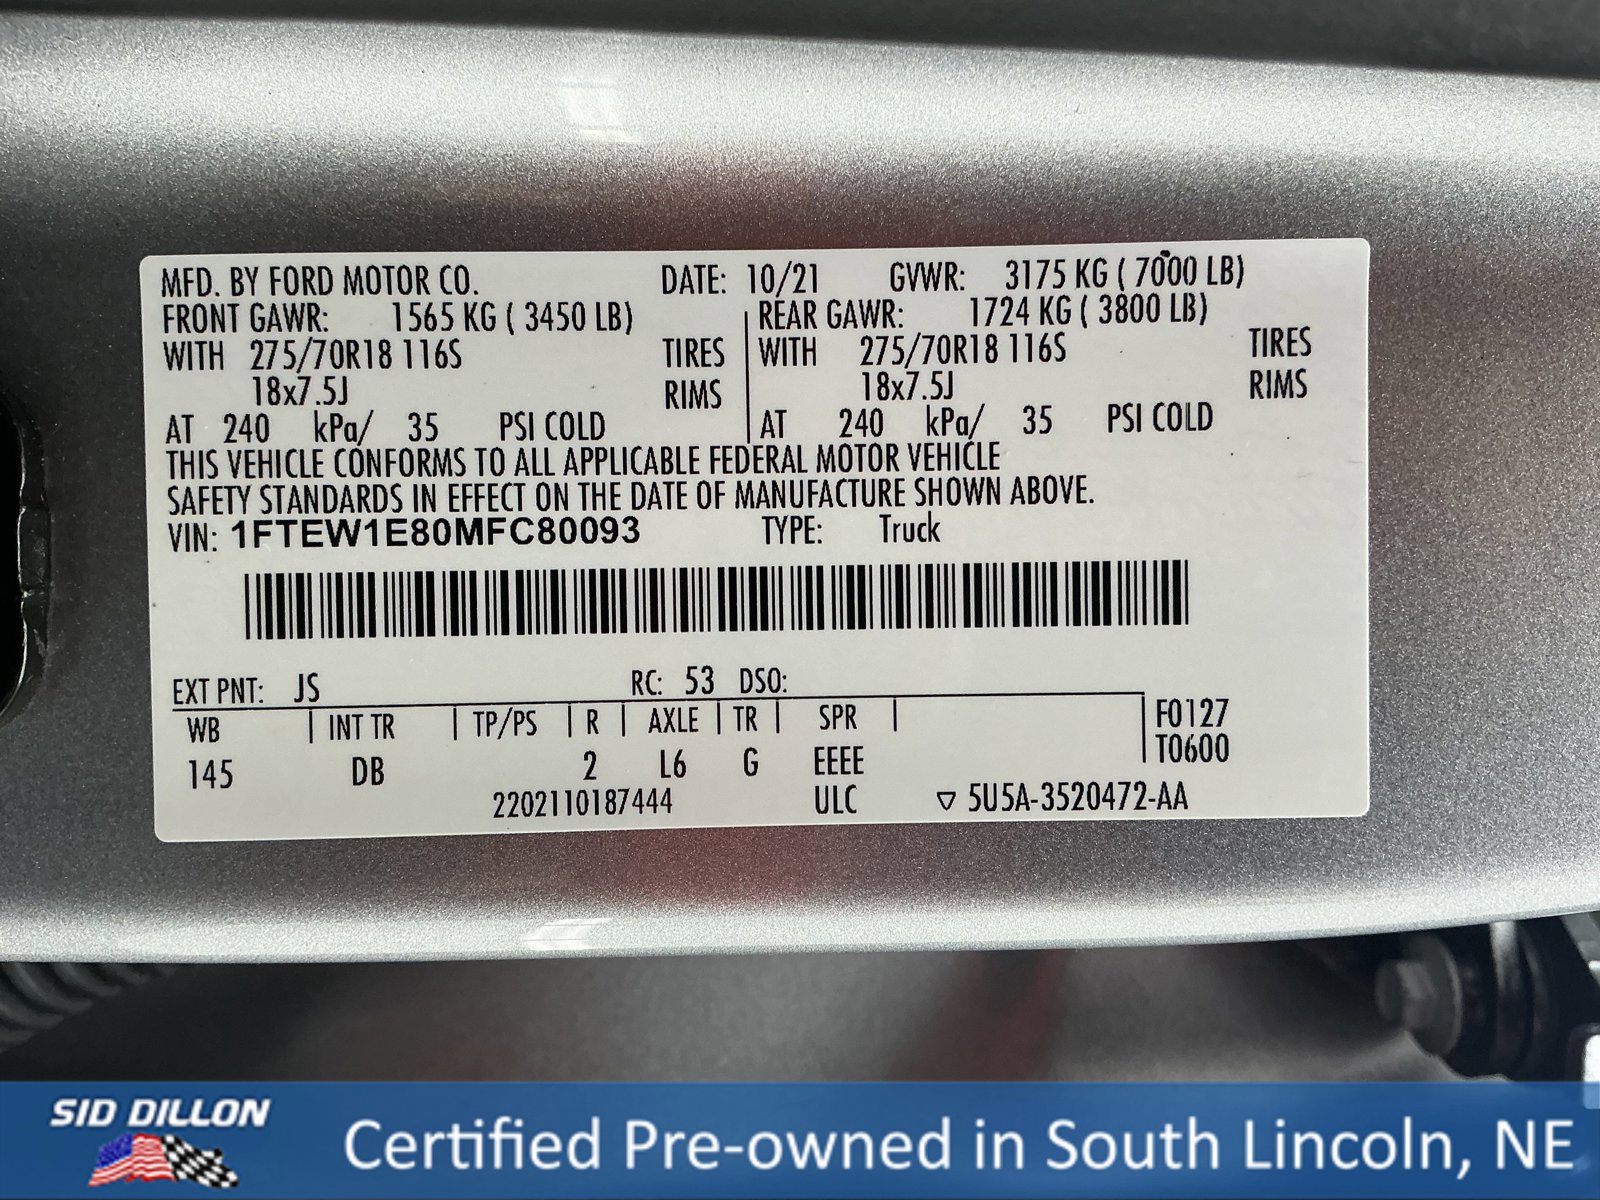 MFD. BY FORD MOTOR CO. DATE: 10/21 GVWR: 3175 KG ( 7000 LB)
FRONT GAWR: 1565 KG ( 3450 LB) REAR GAWR: 1724 KG ( 3800 LB)
WITH 275/70R18 116S TIRES WITH 275/70R18 116S TIRES
18x7.5J RIMS 18x7.5J RIMS
AT 240 kPa/ 35 PSI COLD AT 240 kPa/ 35 PSI COLD
THIS VEHICLE CONFORMS TO ALL APPLICABLE FEDERAL MOTOR VEHICLE
SAFETY STANDARDS IN EFFECT ON THE DATE OF MANUFACTURE SHOWN ABOVE.
VIN: 1FTEW1E80MFC80093 TYPE: Truck
EXT PNT: JS RC: 53 DSO:
WB INT TR TP/PS R AXLE TR SPR F0127
145 DB 2 L6 G EEEE T0600
2202110187444 ULC ▽ 5U5A-3520472-AA
SID DILLON
Certified Pre-owned in South Lincoln, NE